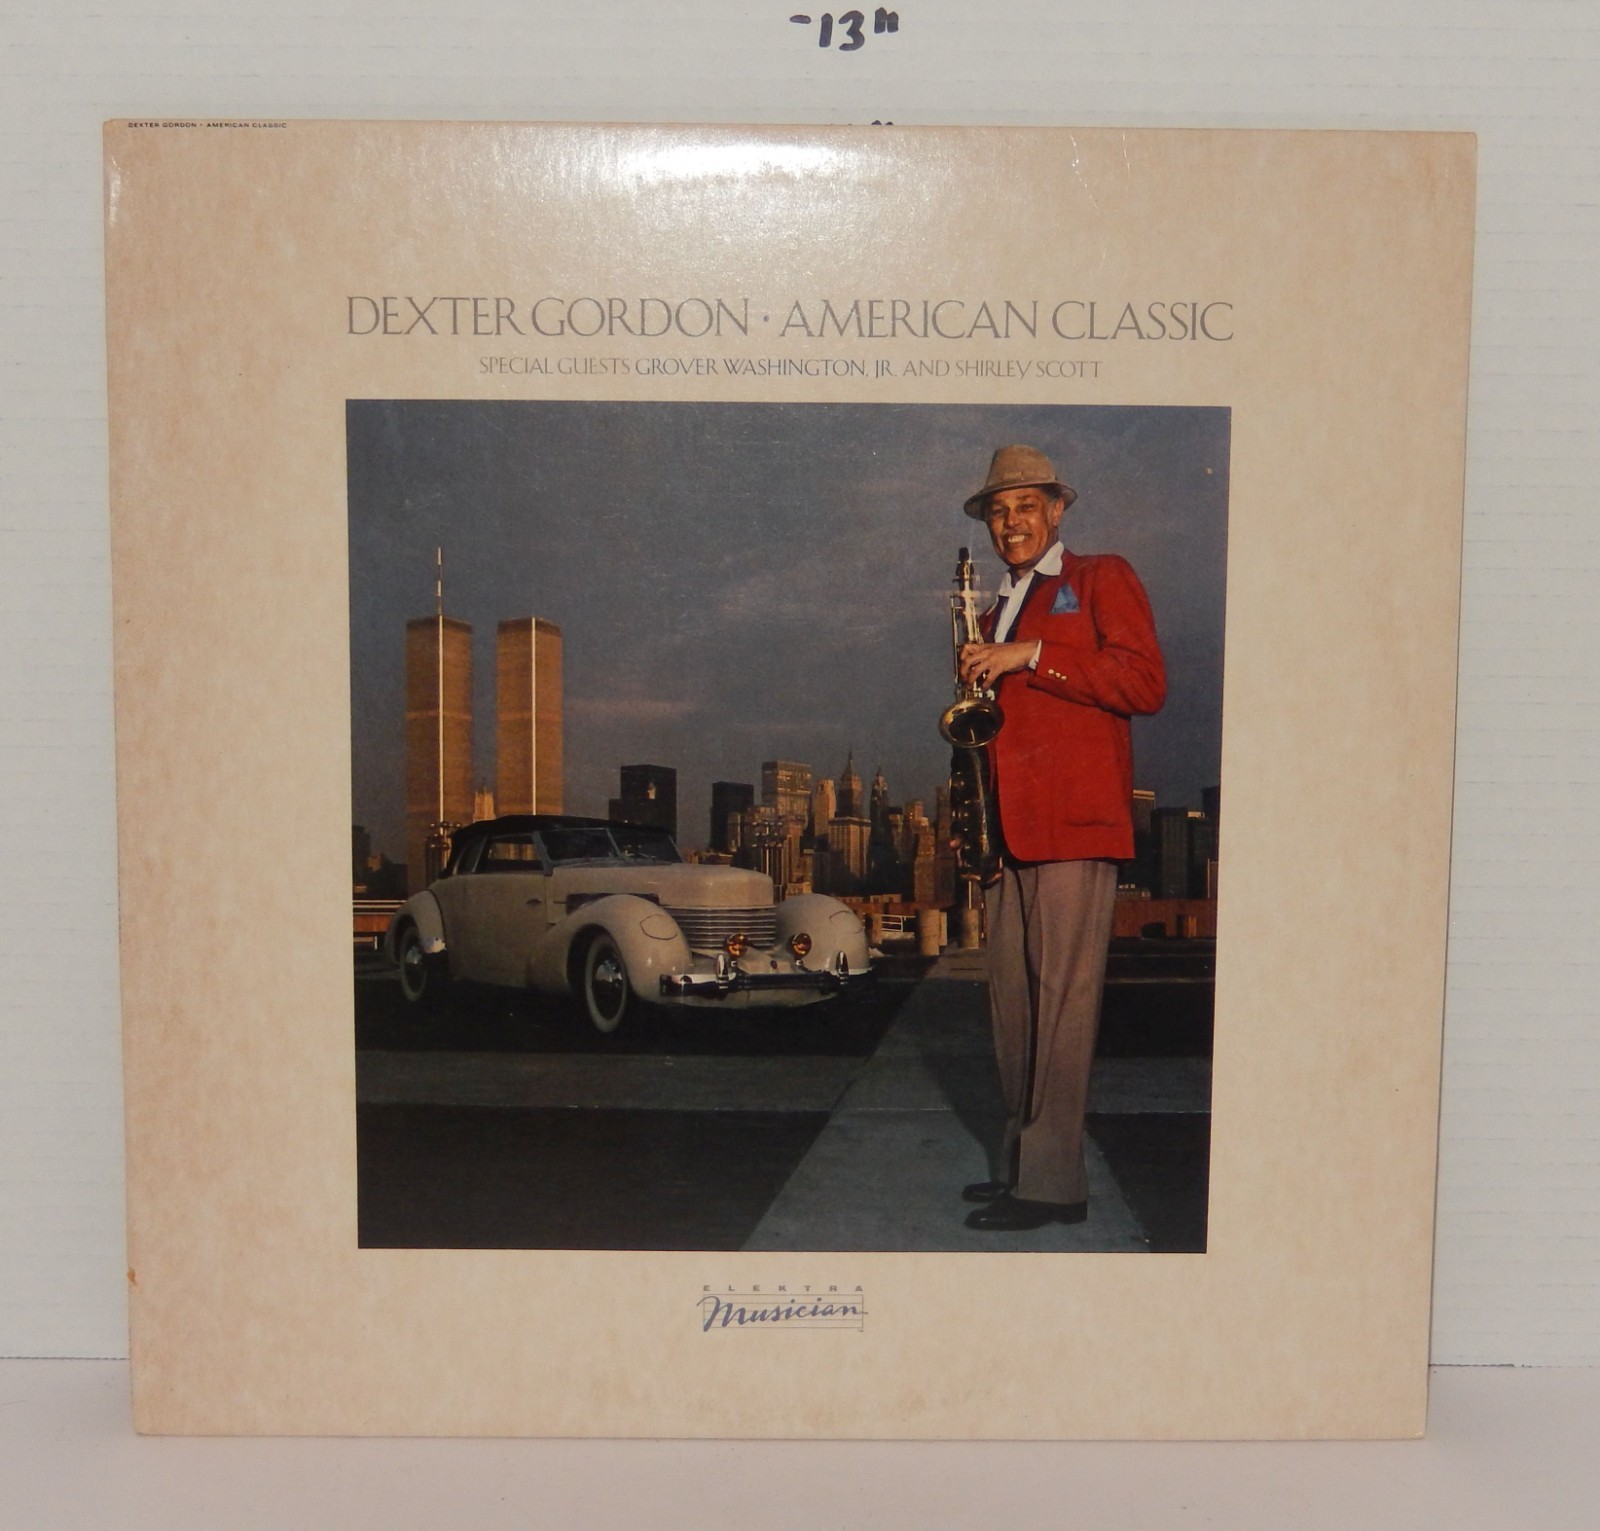 -13"
DEXTER GORDON • AMERICAN CLASSIC
DEXTER GORDON • AMERICAN CLASSIC
SPECIAL GUESTS GROVER WASHINGTON, JR. AND SHIRLEY SCOTT
ELEKTRA
Musician